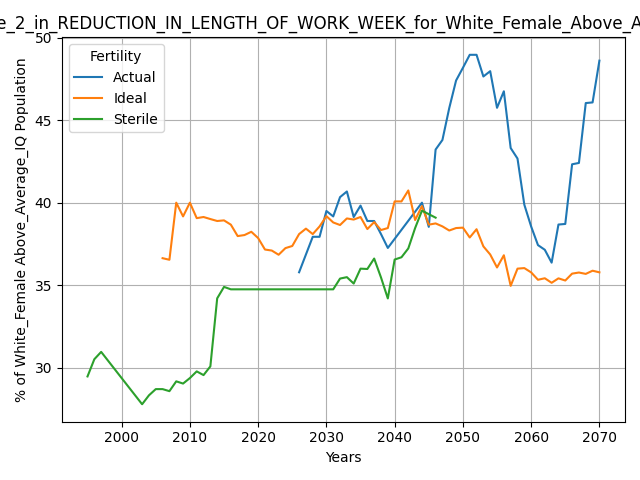 e_2_in_REDUCTION_IN_LENGTH_OF_WORK_WEEK_for_White_Female_Above_A
% of White_Female Above_Average_IQ Population
50
45
40
35
30
Fertility
Actual
Ideal
Sterile
2000 2010 2020 2030 2040 2050 2060 2070
Years